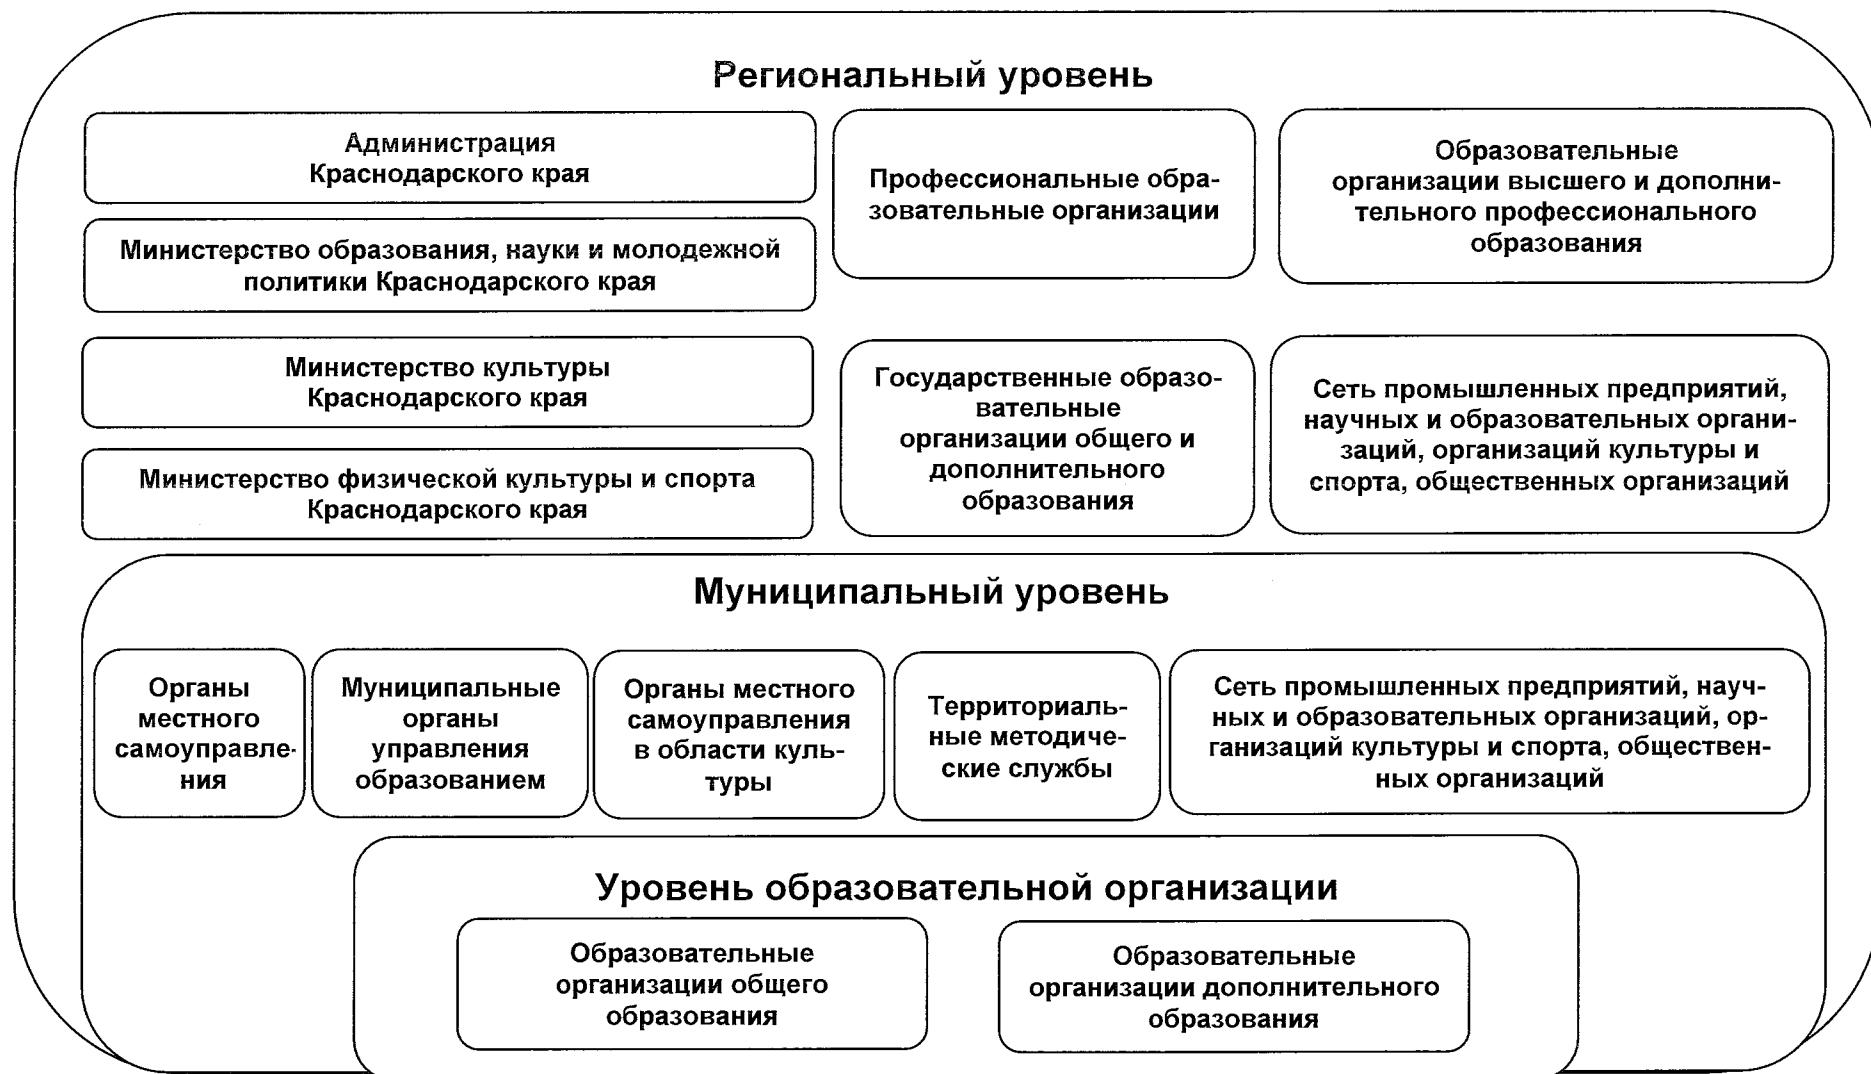 Региональный уровень
Администрация
Краснодарского края
Министерство образования, науки и молодежной
политики Краснодарского края
Министерство культуры
Краснодарского края
Министерство физической культуры и спорта
Краснодарского края
Профессиональные обра-
зовательные организации
Государственные образо-
вательные
организации общего и
дополнительного
образования
Образовательные
организации высшего и дополни-
тельного профессионального
образования
Сеть промышленных предприятий,
научных и образовательных органи-
заций, организаций культуры и
спорта, общественных организаций
Муниципальный уровень
Органы
местного
самоуправле-
ния
Муниципальные
органы
управления
образованием
Органы местного
самоуправления
в области куль-
туры
Территориаль-
ные методиче-
ские службы
Сеть промышленных предприятий, науч-
ных и образовательных организаций, ор-
ганизаций культуры и спорта, обществен-
ных организаций
Уровень образовательной организации
Образовательные
организации общего
образования
Образовательные
организации дополнительного
образования